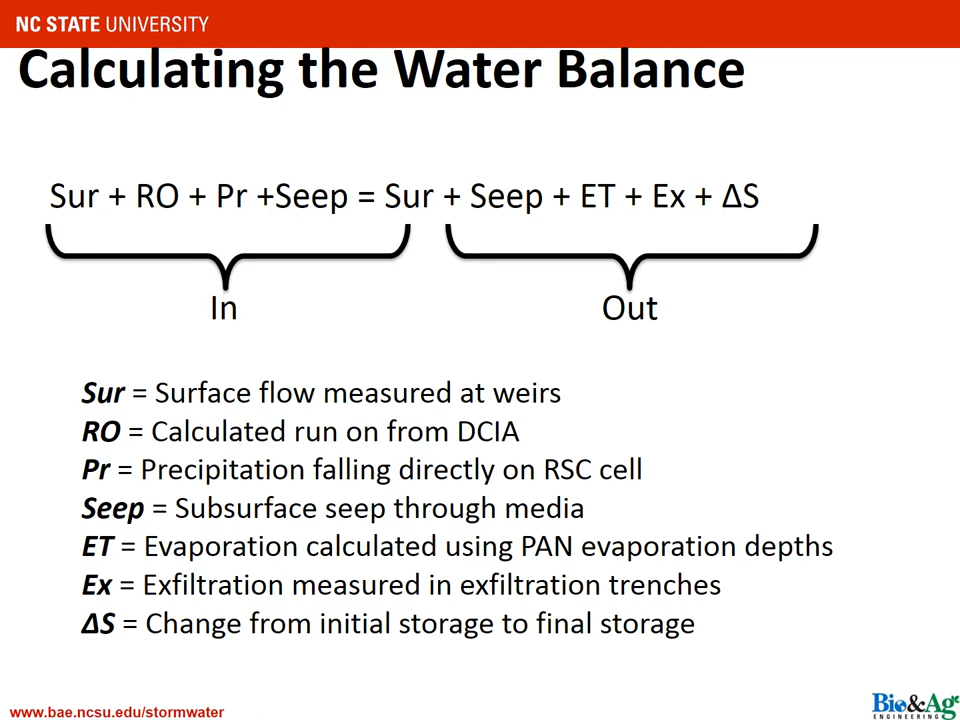 NC STATE UNIVERSITY
Calculating the Water Balance
Sur + RO + Pr +Seep = Sur + Seep + ET + Ex + ΔS
In
Out
Sur = Surface flow measured at weirs
RO = Calculated run on from DCIA
Pr = Precipitation falling directly on RSC cell
Seep = Subsurface seep through media
ET = Evaporation calculated using PAN evaporation depths
Ex = Exfiltration measured in exfiltration trenches
ΔS = Change from initial storage to final storage
www.bae.ncsu.edu/stormwater
Bio&Ag
ENGINEERING